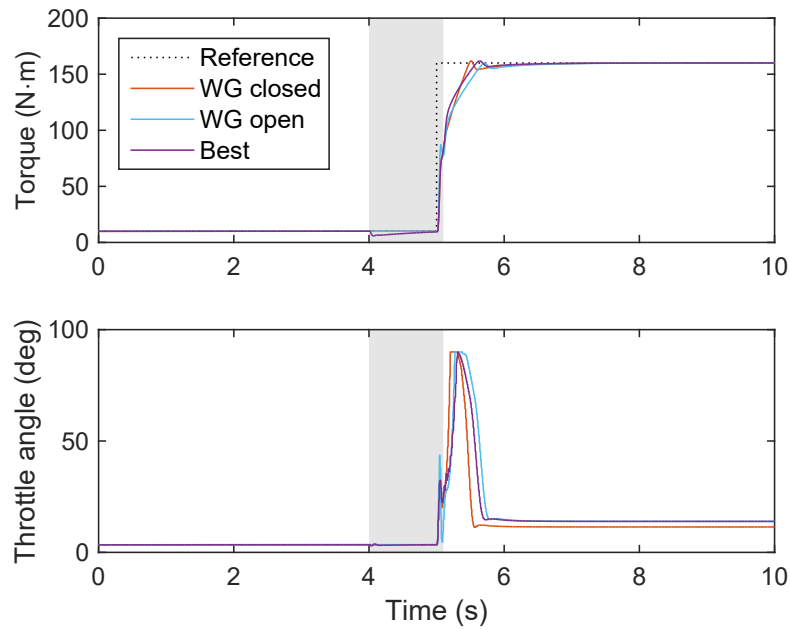 200
150
100
50
0
Torque (N·m)
Reference
WG closed
WG open
Best
0 2 4 6 8 10
100
50
0
Throttle angle (deg)
0 2 4 6 8 10
Time (s)